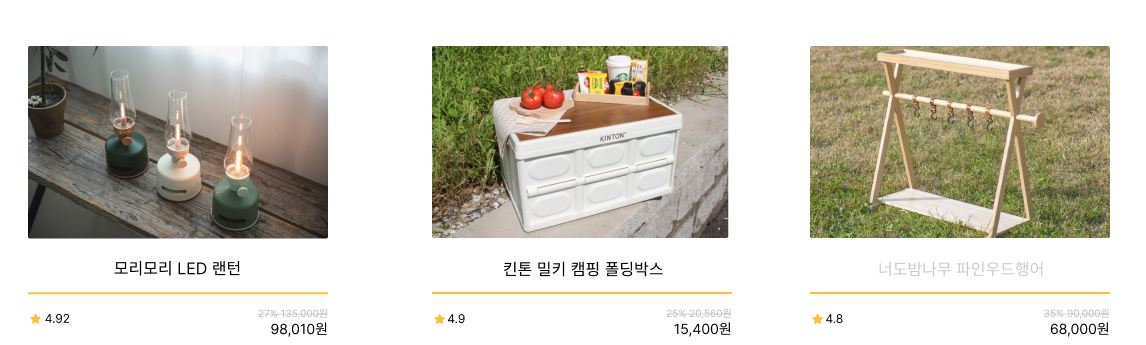 KINTON
모리모리 LED 랜턴
킨톤 밀키 캠핑 폴딩박스
너도밤나무 파인우드행어
4.92
27% 135,000원
98,010원
4.9
25% 20,560원
15,400원
4.8
35% 90,000원
68,000원